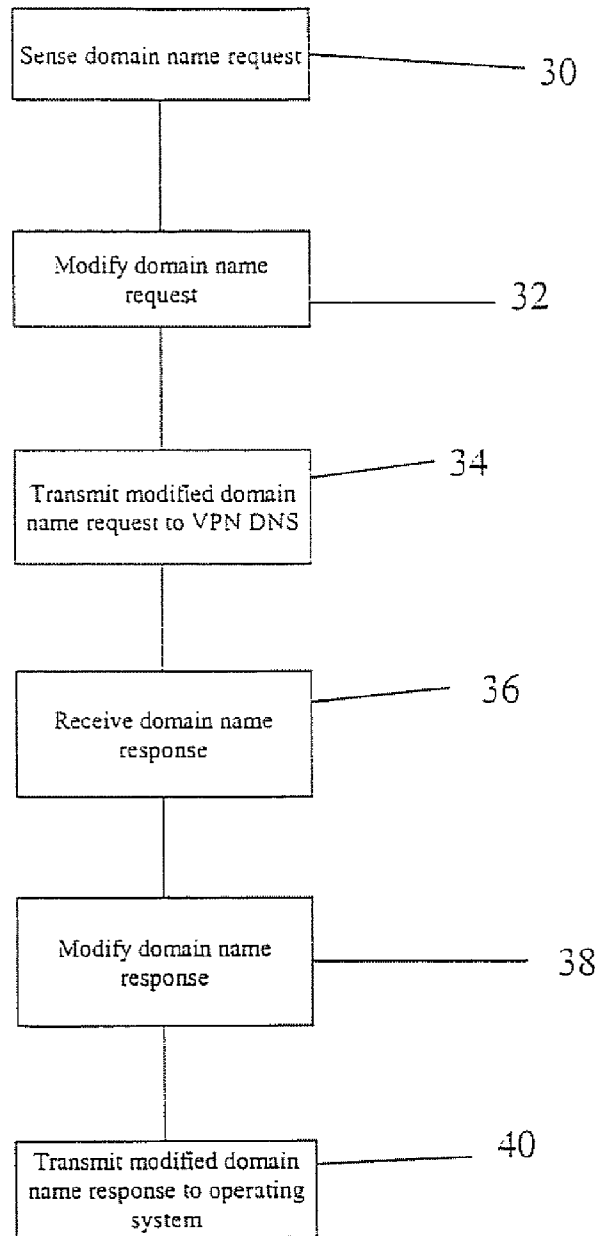 Sense domain name request
30
Modify domain name
request
32
34
Transmit modified domain
name request to VPN DNS
36
Receive domain name
response
Modify domain name
response
38
40
Transmit modified domain
name response to operating
system